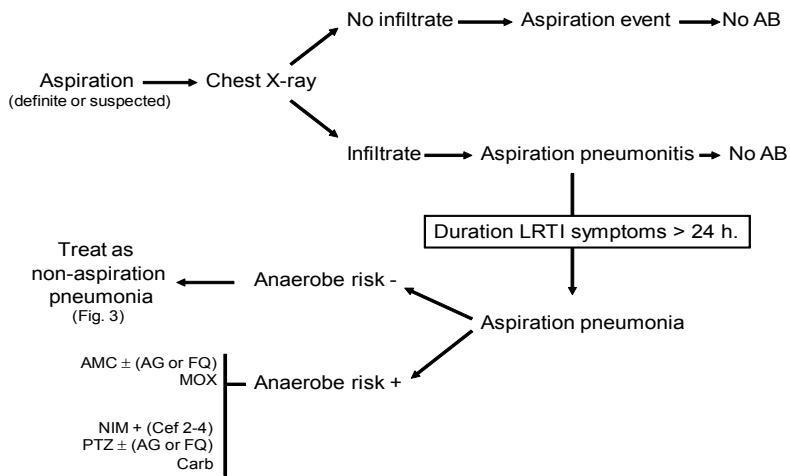 No infiltrate
Aspiration event
No AB
Aspiration
(definite or suspected)
Chest X-ray
Infiltrate
Aspiration pneumonitis
No AB
Duration LRTI symptoms > 24 h.
Treat as
non-aspiration
pneumonia
(Fig. 3)
Anaerobe risk -
Aspiration pneumonia
AMC ± (AG or FQ)
MOX
Anaerobe risk +
NIM + (Cef 2-4)
PTZ ± (AG or FQ)
Carb